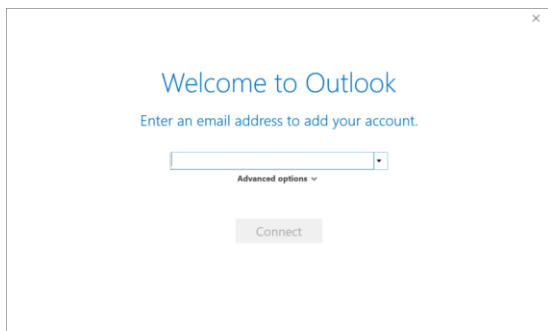 Welcome to Outlook
Enter an email address to add your account.
Advanced options
Connect